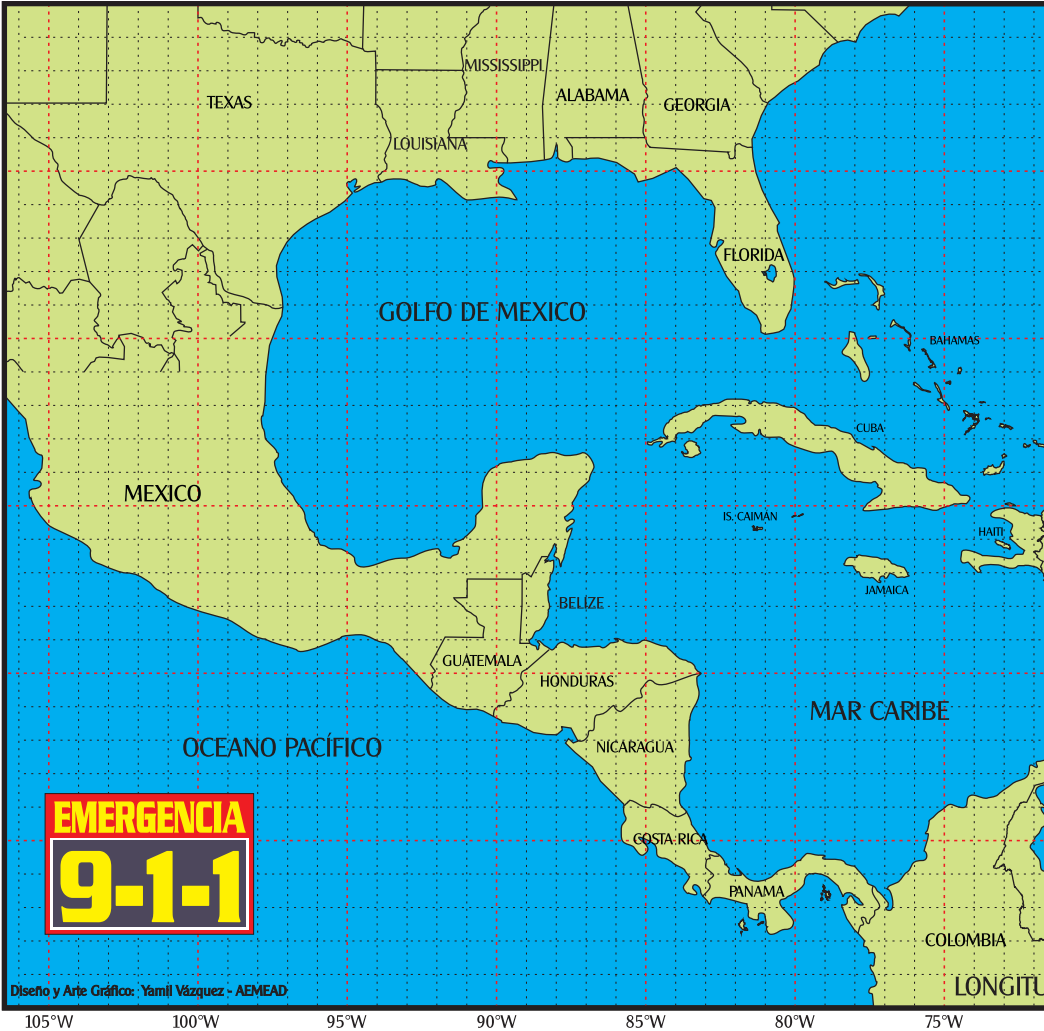 MISSISSIPPI
TEXAS
ALABAMA
GEORGIA
LOUISIANA
FLORIDA
GOLFO DE MEXICO
BAHAMAS
CUBA
MEXICO
IS. CAIMAN
HAITI
JAMAICA
BELIZE
GUATEMALA
HONDURAS
MAR CARIBE
OCEANO PACÍFICO
NICARAGUA
EMERGENCIA
9-1-1
COSTA RICA
PANAMA
COLOMBIA
LONGITU
Diseño y Arte Gráfico: Yamil Vázquez - AEMEAD
105°W 100°W 95°W 90°W 85°W 80°W 75°W